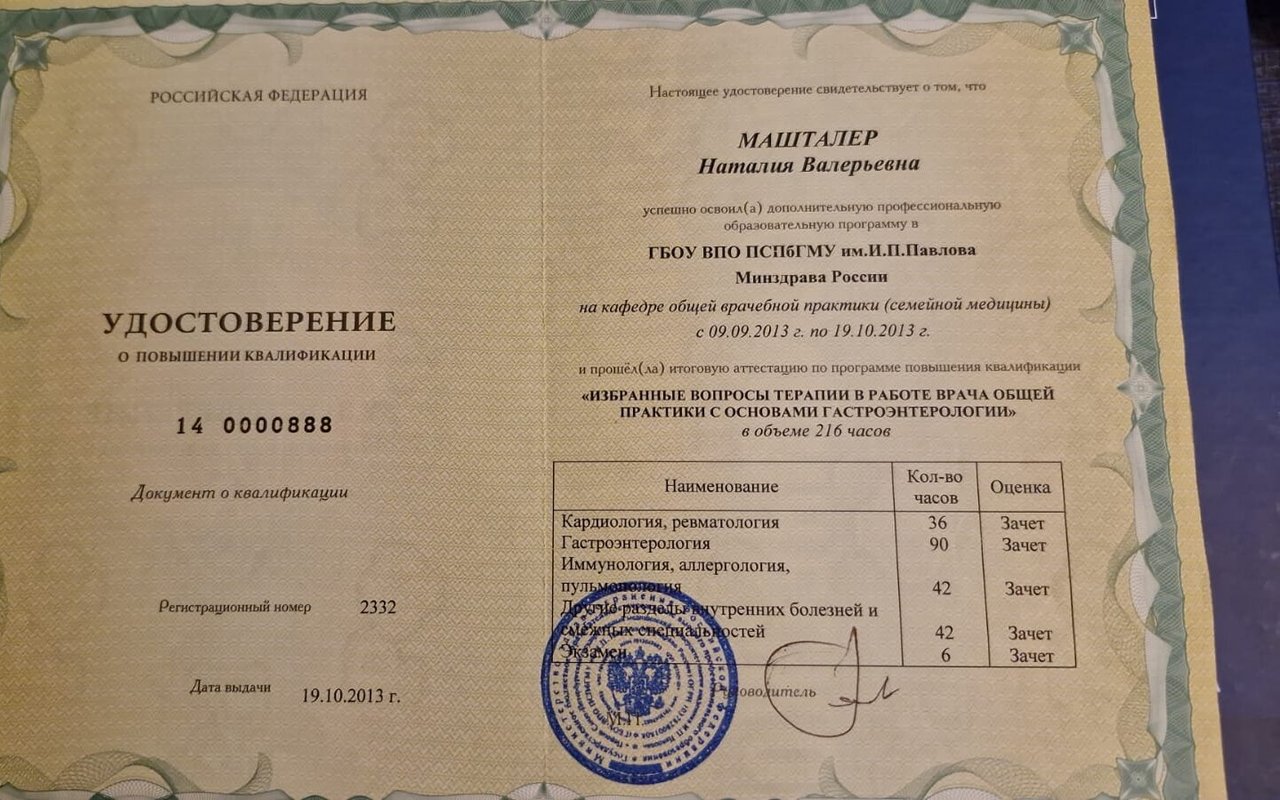 РОССИЙСКАЯ ФЕДЕРАЦИЯ
УДОСТОВЕРЕНИЕ
О ПОВЫШЕНИИ КВАЛИФИКАЦИИ
14 0000888
Документ о квалификации
Регистрационный номер 2332
Дата выдачи 19.10.2013 г.
Настоящее удостоверение свидетельствует о том, что
МАШТАЛЕР
Наталия Валерьевна
успешно освоил(а) дополнительную профессиональную
образовательную программу в
ГБОУ ВПО ПСПбГМУ им.И.П.Павлова
Минздрава России
на кафедре общей врачебной практики (семейной медицины)
с 09.09.2013 г. по 19.10.2013 г.
и прошёл(ла) итоговую аттестацию по программе повышения квалификации
«ИЗБРАННЫЕ ВОПРОСЫ ТЕРАПИИ В РАБОТЕ ВРАЧА ОБЩЕЙ
ПРАКТИКИ С ОСНОВАМИ ГАСТРОЭНТЕРОЛОГИИ»
в объеме 216 часов
Наименование Кол-во часов Оценка
Кардиология, ревматология 36 Зачет
Гастроэнтерология 90 Зачет
Иммунология, аллергология,
пульмонология 42 Зачет
Другие разделы внутренних болезней и
смежных специальностей 42 Зачет
Экзамен 6 Зачет
Руководитель
М.П.